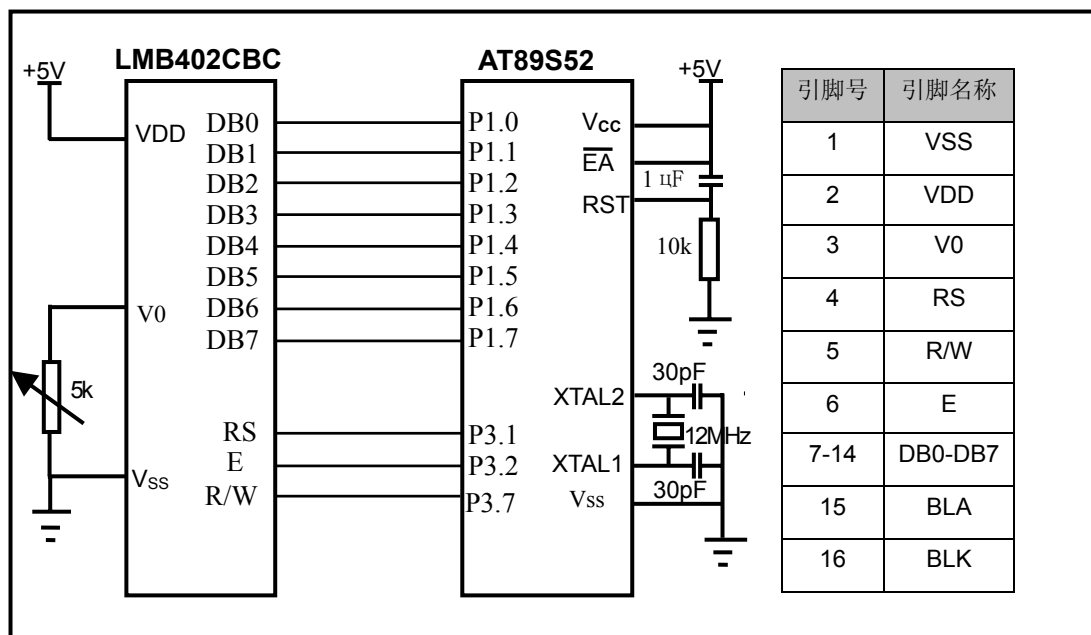 LMB402CBC
AT89S52
+5V
VDD
V0
5k
VSS
DB0
DB1
DB2
DB3
DB4
DB5
DB6
DB7
RS
E
R/W
P1.0
P1.1
P1.2
P1.3
P1.4
P1.5
P1.6
P1.7
P3.1
P3.2
P3.7
+5V
Vcc
EA
1 цF
RST
10k
30pF
XTAL2
12MHz
XTAL1
30pF
Vss
引脚号 引脚名称
1 VSS
2 VDD
3 V0
4 RS
5 R/W
6 E
7-14 DB0-DB7
15 BLA
16 BLK